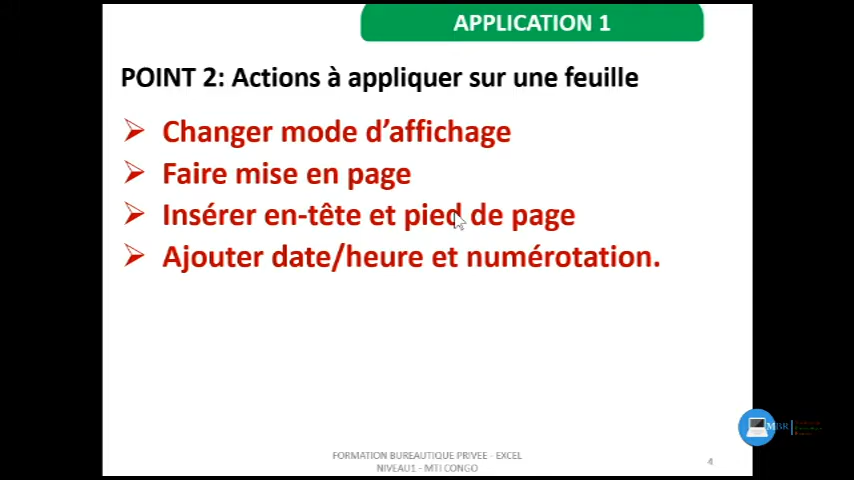 APPLICATION 1
POINT 2: Actions à appliquer sur une feuille
Changer mode d'affichage
Faire mise en page
Insérer en-tête et pied de page
Ajouter date/heure et numérotation.
FORMATION BUREAUTIQUE PRIVEE - EXCEL
NIVEAU1 - MTI CONGO
4
MBR